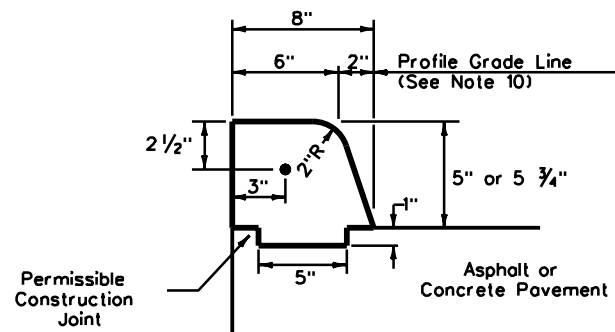 8"
6"
2"
Profile Grade Line
(See Note 10)
2 1/2"
2"R
3"
5" or 5 3/4"
1"
5"
Permissible
Construction
Joint
Asphalt or
Concrete Pavement